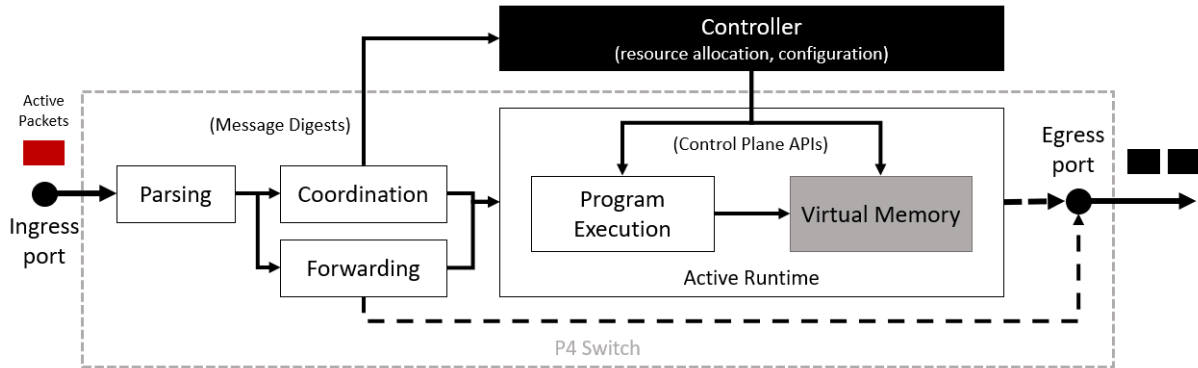 Controller
(resource allocation, configuration)
Active
Packets
(Message Digests)
(Control Plane APIs)
Egress
port
Parsing
Coordination
Program
Execution
Virtual Memory
Ingress
port
Forwarding
Active Runtime
P4 Switch